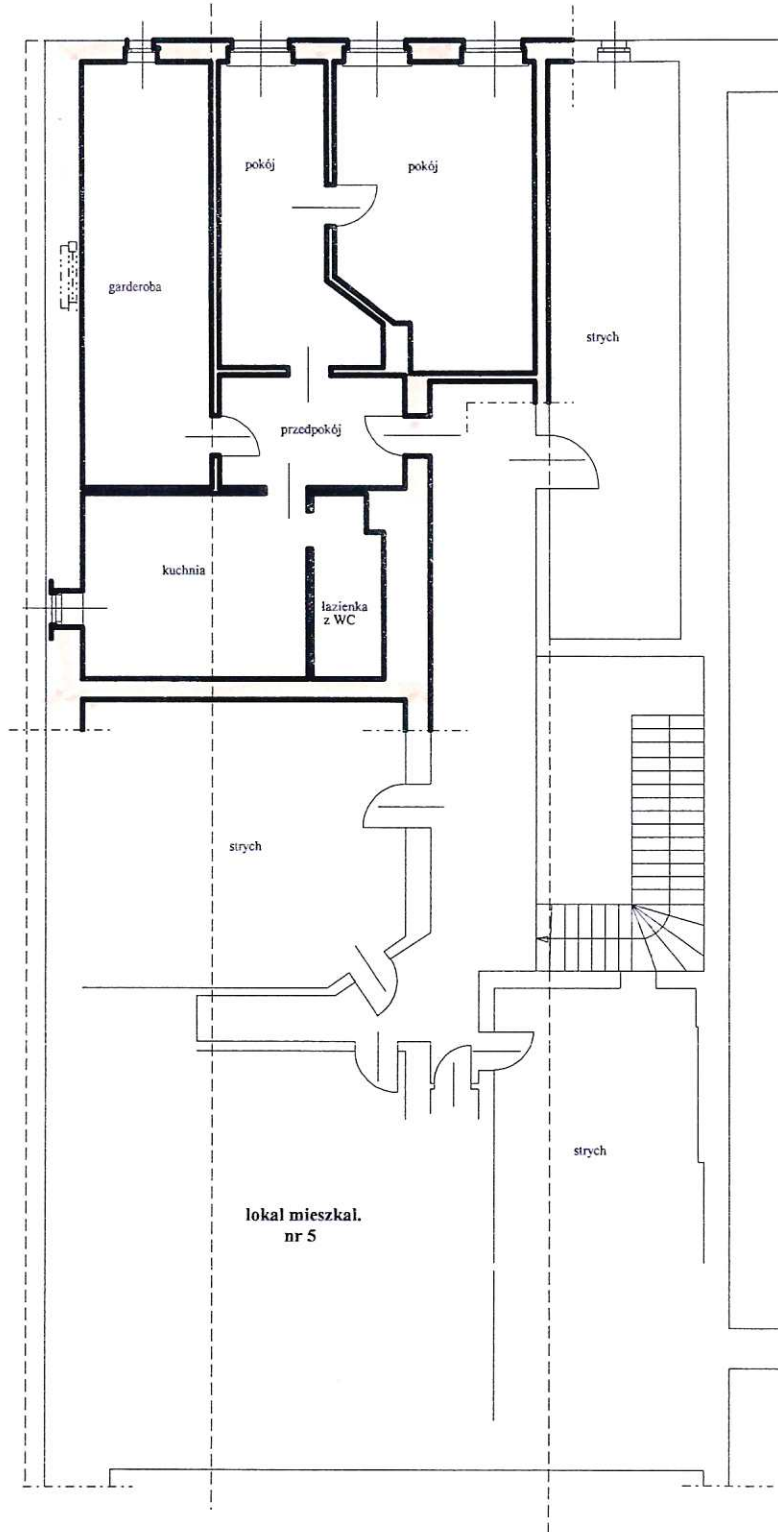 pokój
pokój
garderoba
strych
przedpokój
kuchnia
łazienka
z WC
strych
strych
lokal mieszkal.
nr 5